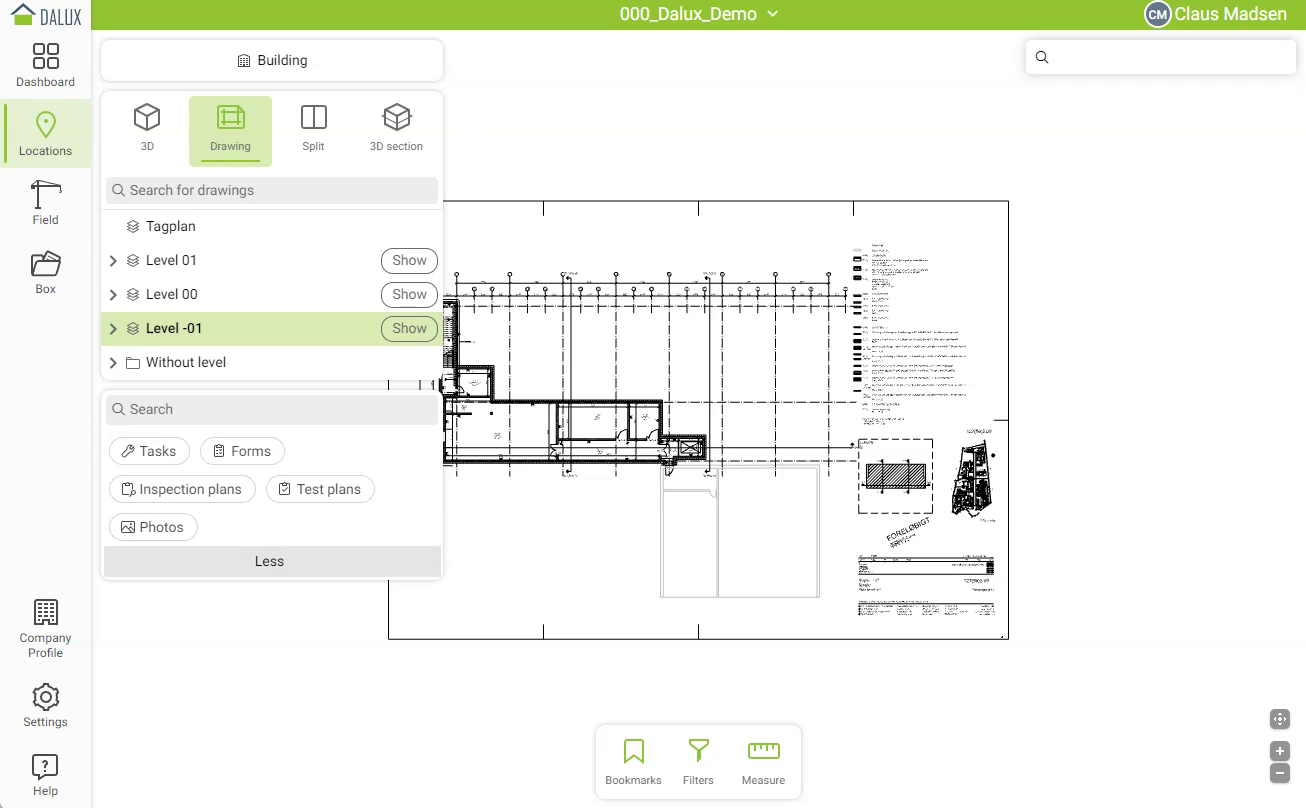 DALUX
000_Dalux_Demo
CM Claus Madsen
Dashboard
Locations
Field
Box
Company
Profile
Settings
Help
Building
3D
Drawing
Split
3D section
Search for drawings
Tagplan
Level 01 Show
Level 00 Show
Level -01 Show
Without level
Search
Tasks
Forms
Inspection plans
Test plans
Photos
Less
FORELØBIGT
Bookmarks
Filters
Measure